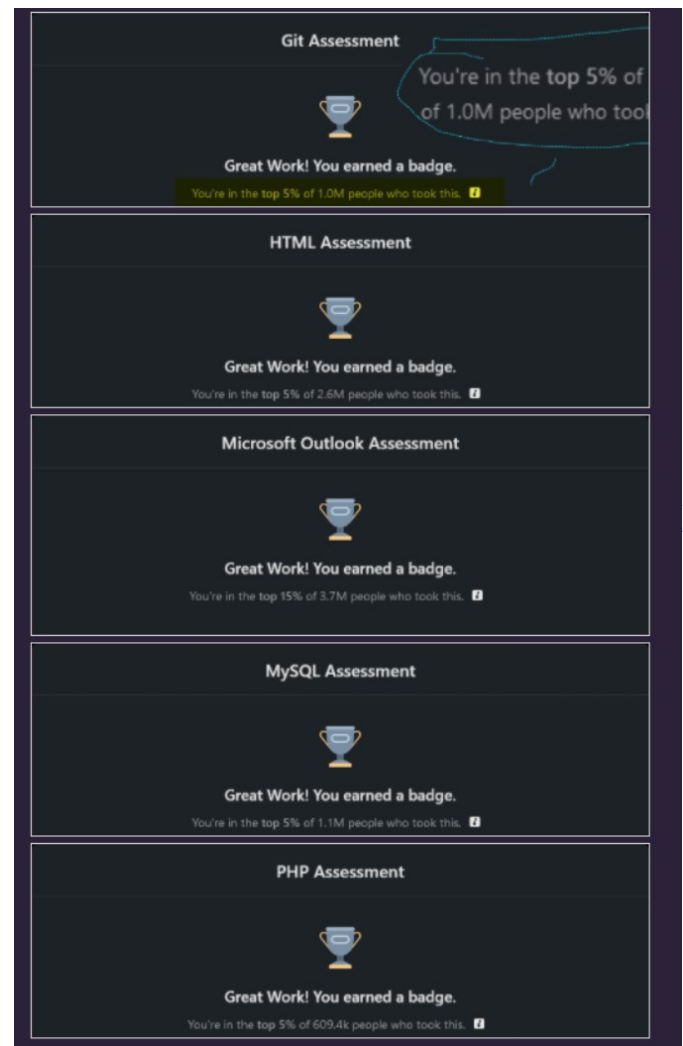 Git Assessment
You're in the top 5% of
of 1.0M people who took
Great Work! You earned a badge.
You're in the top 5% of 1.0M people who took this.
HTML Assessment
Great Work! You earned a badge.
You're in the top 5% of 2.6M people who took this.
Microsoft Outlook Assessment
Great Work! You earned a badge.
You're in the top 15% of 3.7M people who took this.
MySQL Assessment
Great Work! You earned a badge.
You're in the top 5% of 1.1M people who took this.
PHP Assessment
Great Work! You earned a badge.
You're in the top 5% of 609.4k people who took this.